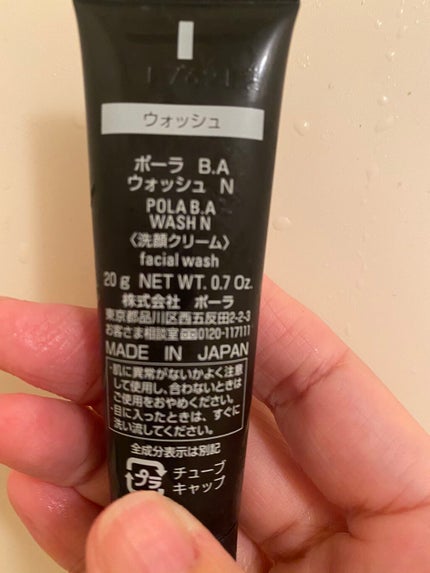 ウォッシュ
ポーラ B.A
ウォッシュ N
POLA B.A
WASH N
〈洗顔クリーム〉
facial wash
20 g NET WT. 0.7 Oz.
株式会社 ポーラ
東京都品川区西五反田2-2-3
お客さま相談室 0120-117111
MADE IN JAPAN
・肌に異常がないかよく注意
して使用し、合わないときは
ご使用をおやめください。
・目に入ったときは、すぐに
洗い流してください。
全成分表示は別記
プラ
チューブ
キャップ